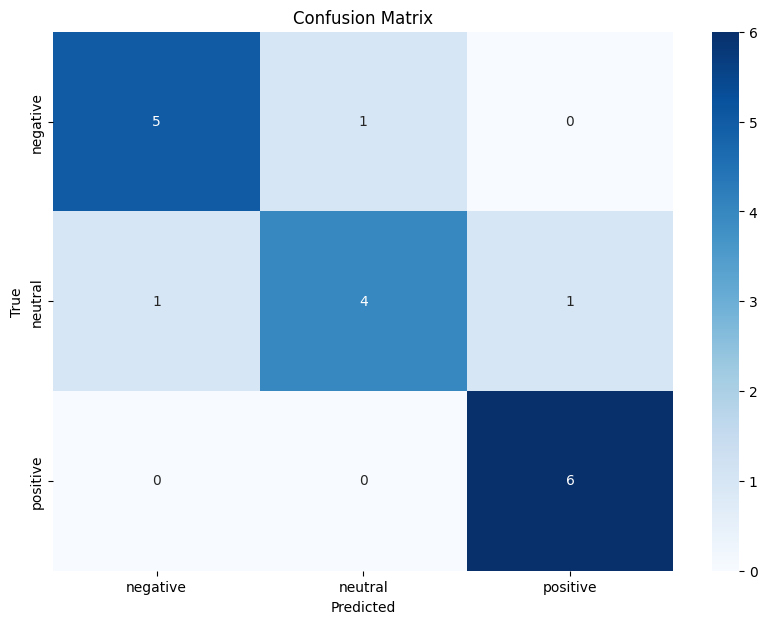 Confusion Matrix
True
negative
5 1 0
neutral
1 4 1
positive
0 0 6
negative neutral positive
Predicted
6
5
4
3
2
1
0